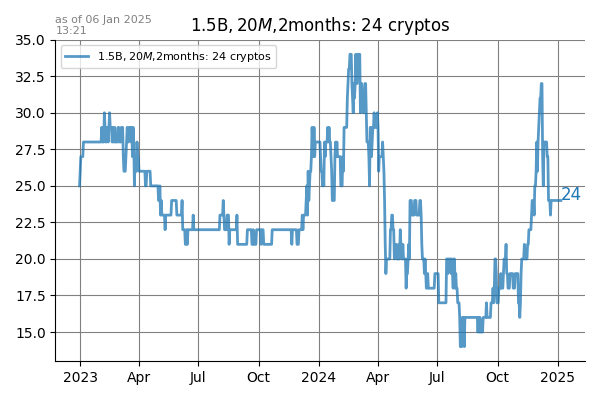 as of 06 Jan 2025
13:21
1.5B, 20M,2months: 24 cryptos
1.5B, 20M,2months: 24 cryptos
35.0
32.5
30.0
27.5
25.0
22.5
20.0
17.5
15.0
24
2023
Apr
Jul
Oct
2024
Apr
Jul
Oct
2025